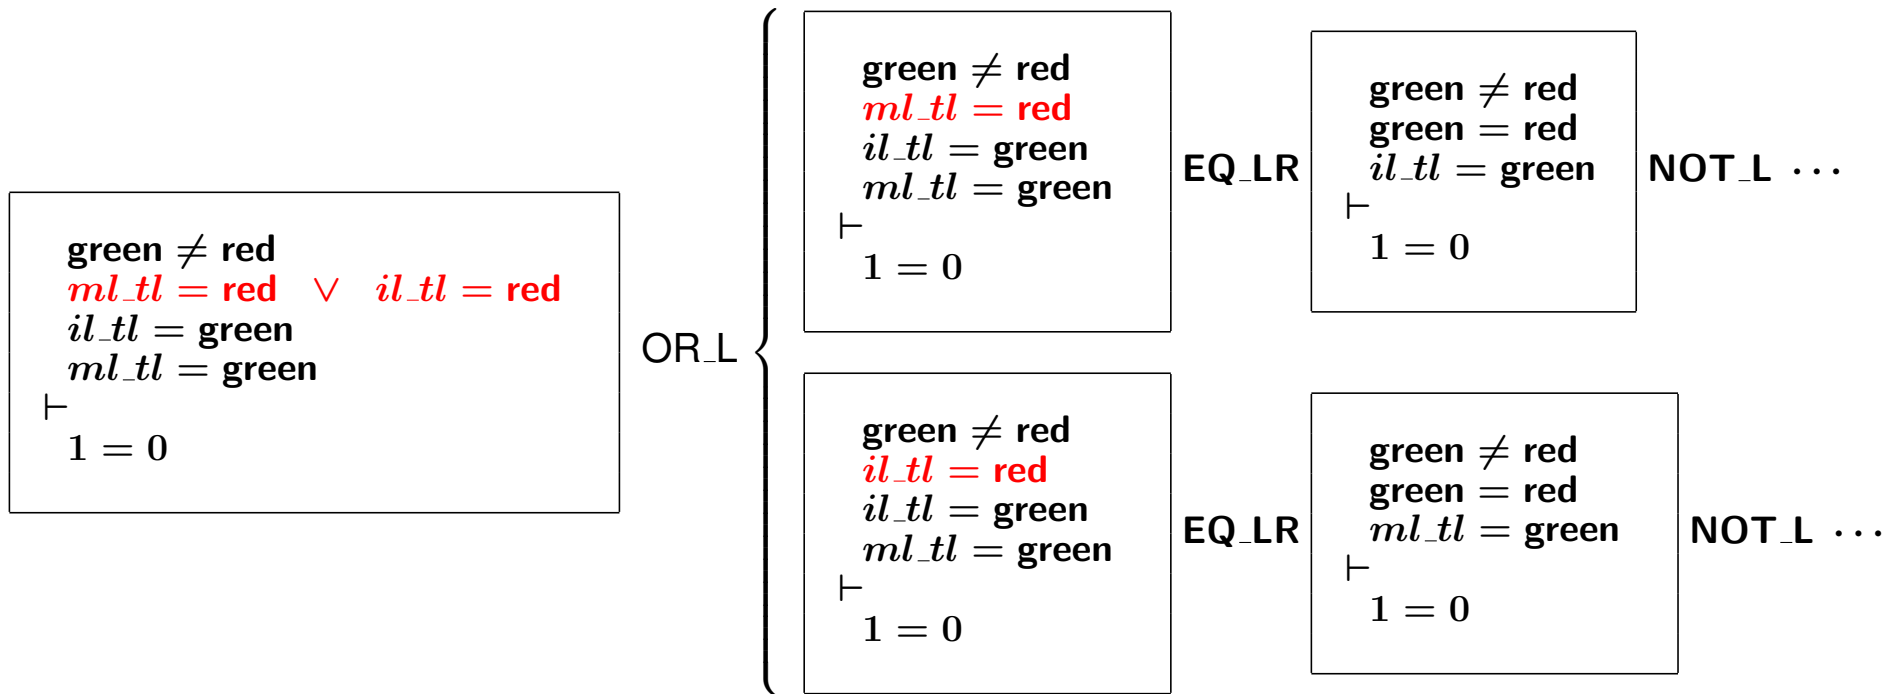 green ≠ red
ml_tl = red ∨ il_tl = red
il_tl = green
ml_tl = green
⊢
1 = 0
OR_L
green ≠ red
ml_tl = red
il_tl = green
ml_tl = green
⊢
1 = 0
EQ_LR
green ≠ red
green = red
il_tl = green
⊢
1 = 0
NOT_L ···
green ≠ red
il_tl = red
il_tl = green
ml_tl = green
⊢
1 = 0
EQ_LR
green ≠ red
green = red
ml_tl = green
⊢
1 = 0
NOT_L ···